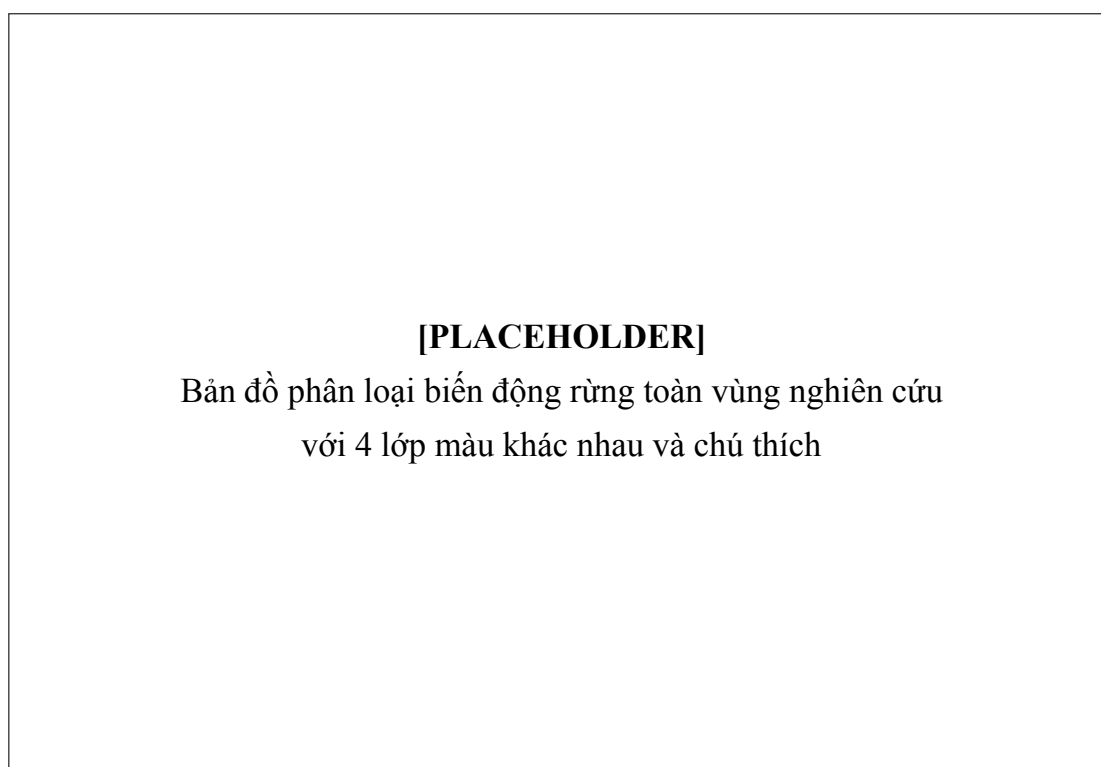 [PLACEHOLDER]
Bản đồ phân loại biến động rừng toàn vùng nghiên cứu
với 4 lớp màu khác nhau và chú thích